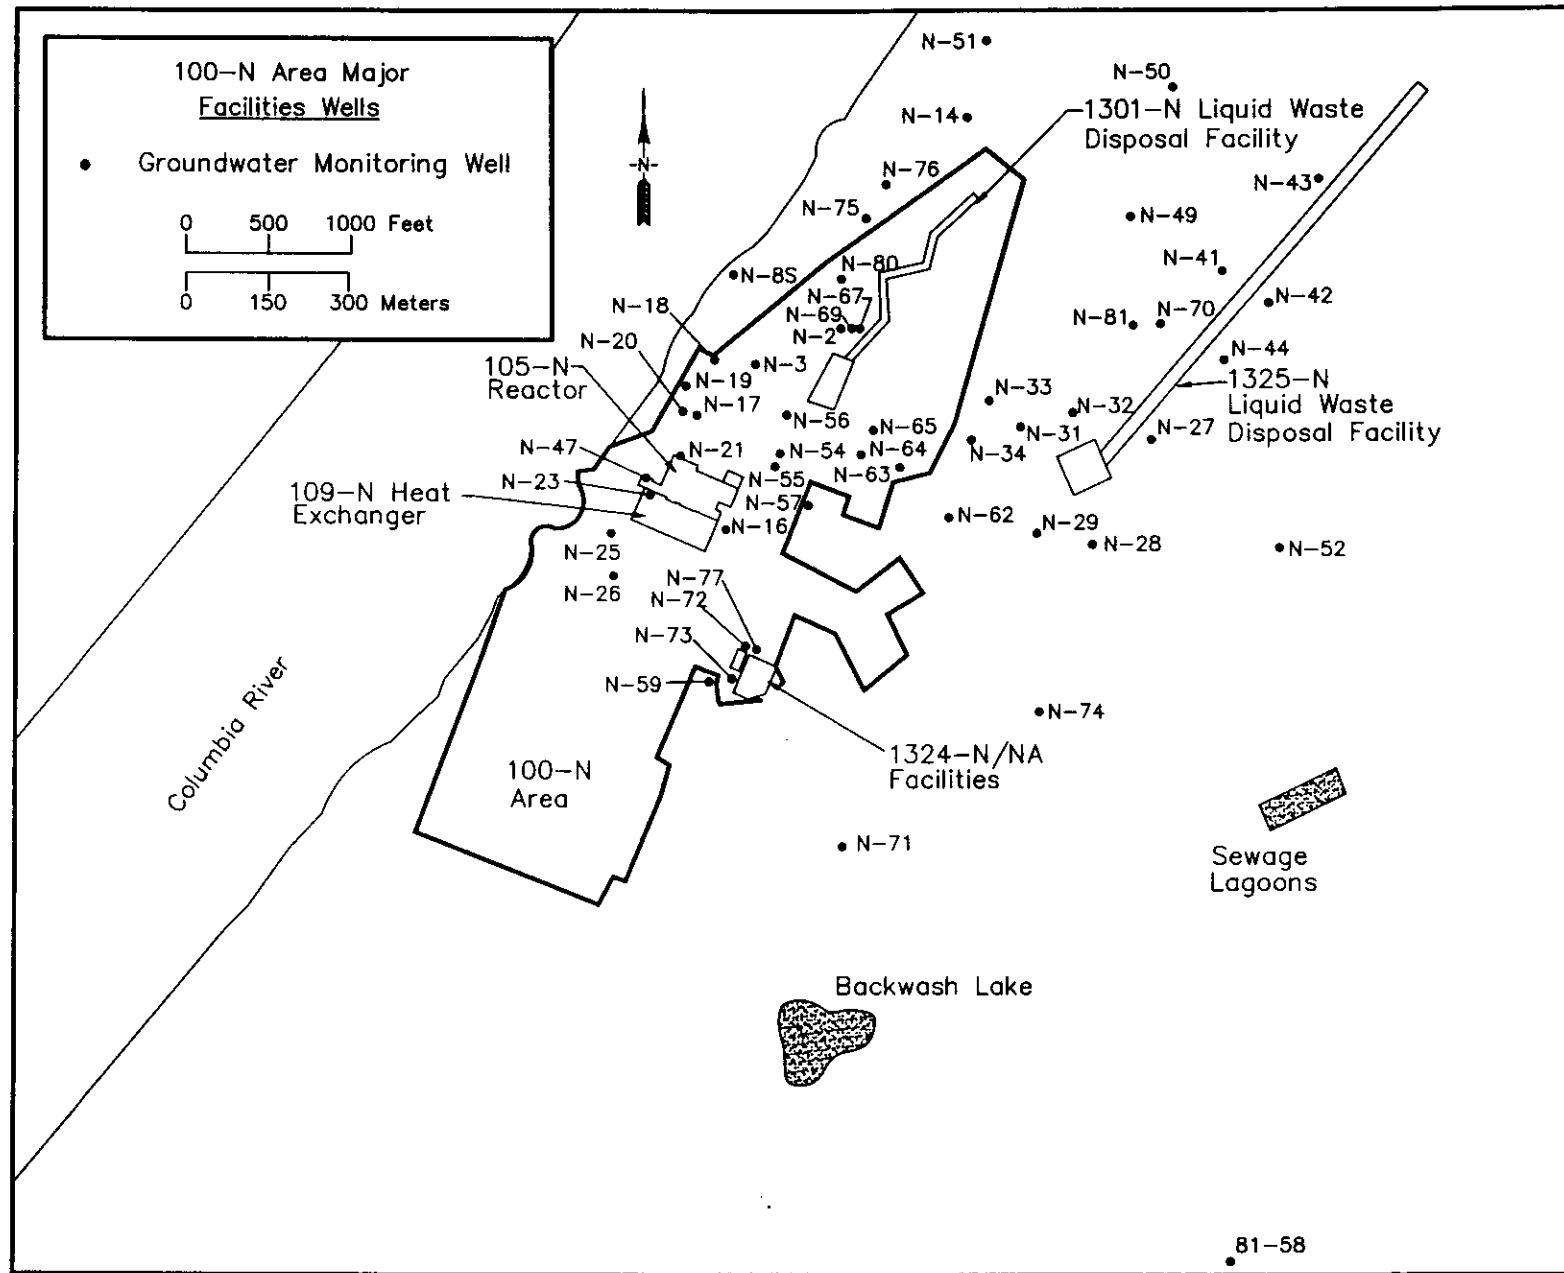 100-N Area Major
Facilities Wells
Groundwater Monitoring Well
0 500 1000 Feet
0 150 300 Meters
-N-
N-51
N-50
N-14
1301-N Liquid Waste
Disposal Facility
N-76
N-43
N-75
N-49
N-8S
N-80
N-41
N-67
N-18
N-69
N-42
N-2
N-81
N-70
N-20
105-N
Reactor
N-3
N-44
N-19
1325-N
Liquid Waste
Disposal Facility
N-33
N-17
N-32
N-56
N-27
N-65
N-31
N-47
N-21
N-54
N-64
N-34
N-23
N-55
N-63
109-N Heat
Exchanger
N-57
N-62
N-16
N-29
N-25
N-28
N-52
N-77
N-26
N-72
N-73
N-59
N-74
Columbia River
1324-N/NA
Facilities
100-N
Area
N-71
Sewage
Lagoons
Backwash Lake
81-58